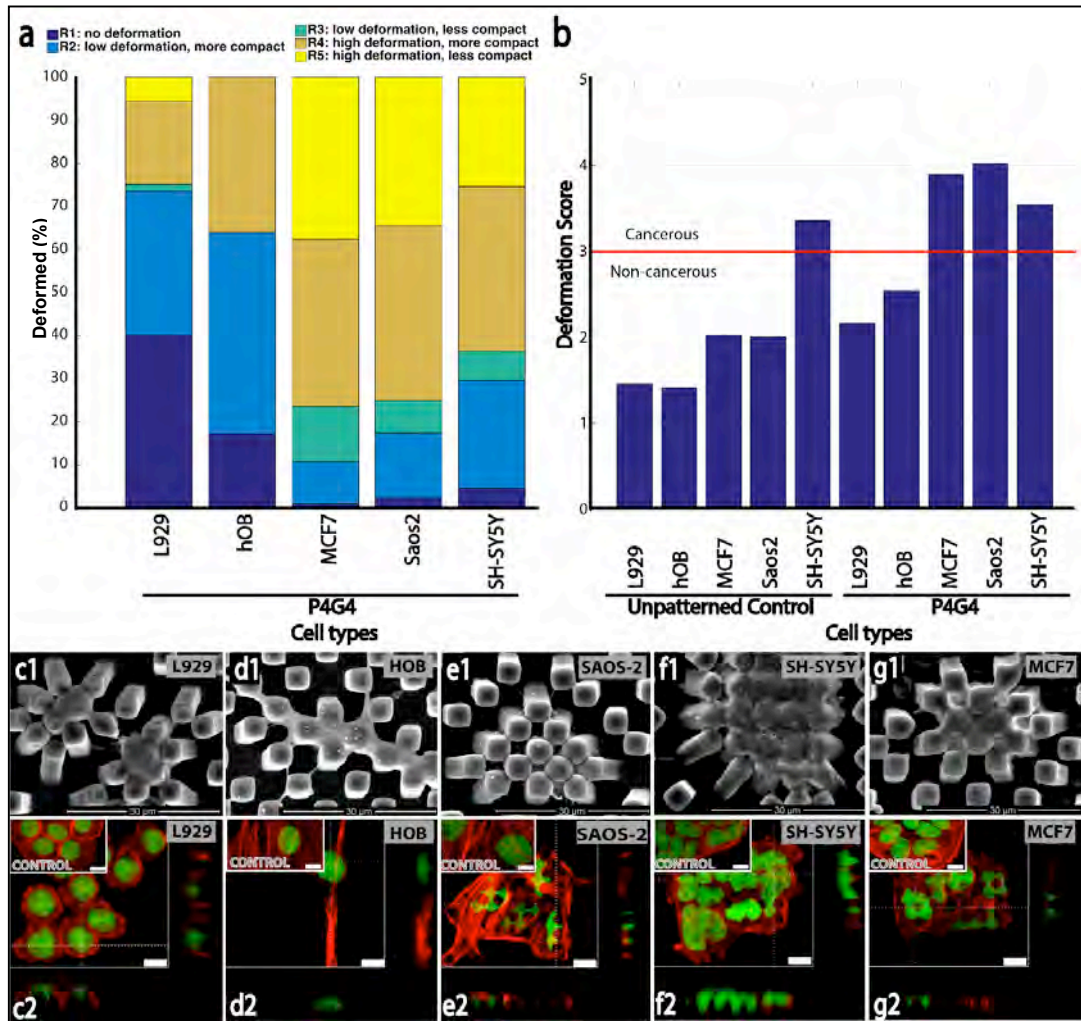 a
R1: no deformation
R2: low deformation, more compact
R3: low deformation, less compact
R4: high deformation, more compact
R5: high deformation, less compact
Deformed (%)
100
90
80
70
60
50
40
30
20
10
0
L929
hOB
MCF7
Saos2
SH-SY5Y
P4G4
Cell types
b
Deformation Score
5
4
3
2
1
0
Cancerous
Non-cancerous
L929
hOB
MCF7
Saos2
SH-SY5Y
L929
hOB
MCF7
Saos2
SH-SY5Y
Unpatterned Control
P4G4
Cell types
c1
L929
30 µm
d1
HOB
30 µm
e1
SAOS-2
30 µm
f1
SH-SY5Y
30 µm
g1
MCF7
30 µm
L929
CONTROL
c2
HOB
CONTROL
d2
SAOS-2
CONTROL
e2
SH-SY5Y
CONTROL
f2
MCF7
CONTROL
g2